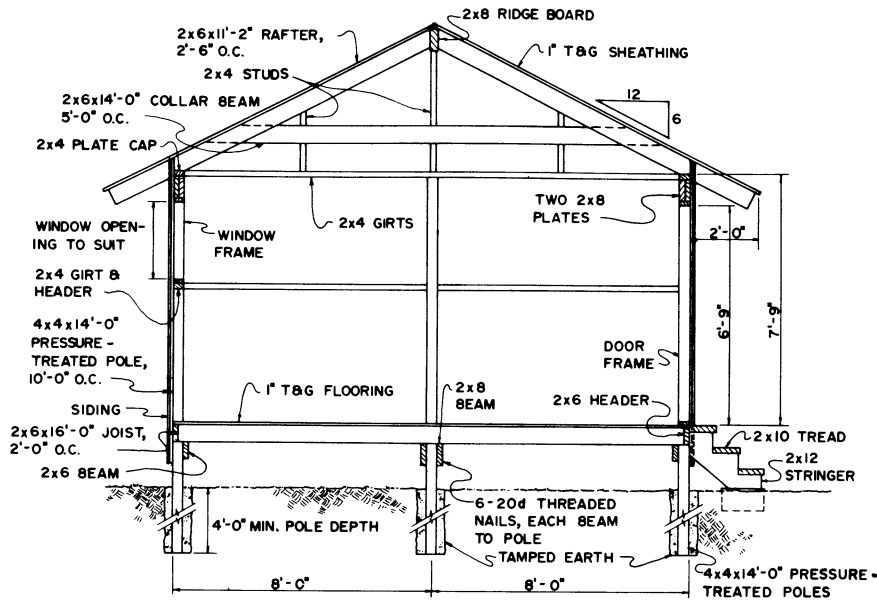 2x8 RIDGE BOARD
2x6x11'-2" RAFTER,
2'-6" O.C.
1" T&G SHEATHING
2x4 STUDS
12
6
2x6x14'-0" COLLAR BEAM
5'-0" O.C.
2x4 PLATE CAP
WINDOW OPEN-
ING TO SUIT
WINDOW
FRAME
2x4 GIRTS
TWO 2x8
PLATES
2'-0"
2x4 GIRT &
HEADER
6'-9"
7'-9"
4x4x14'-0"
PRESSURE-
TREATED POLE,
10'-0" O.C.
DOOR
FRAME
1" T&G FLOORING
2x8
BEAM
2x6 HEADER
SIDING
2x6x16'-0" JOIST,
2'-0" O.C.
2x6 BEAM
2x10 TREAD
2x12
STRINGER
4'-0" MIN. POLE DEPTH
6-20d THREADED
NAILS, EACH BEAM
TO POLE
TAMPED EARTH
4x4x14'-0" PRESSURE-
TREATED POLES
8'-0"
8'-0"